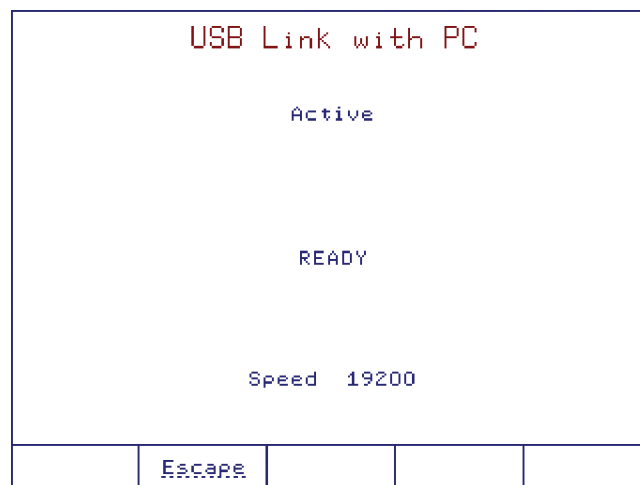 USB Link with PC
Active
READY
Speed 19200
Escape